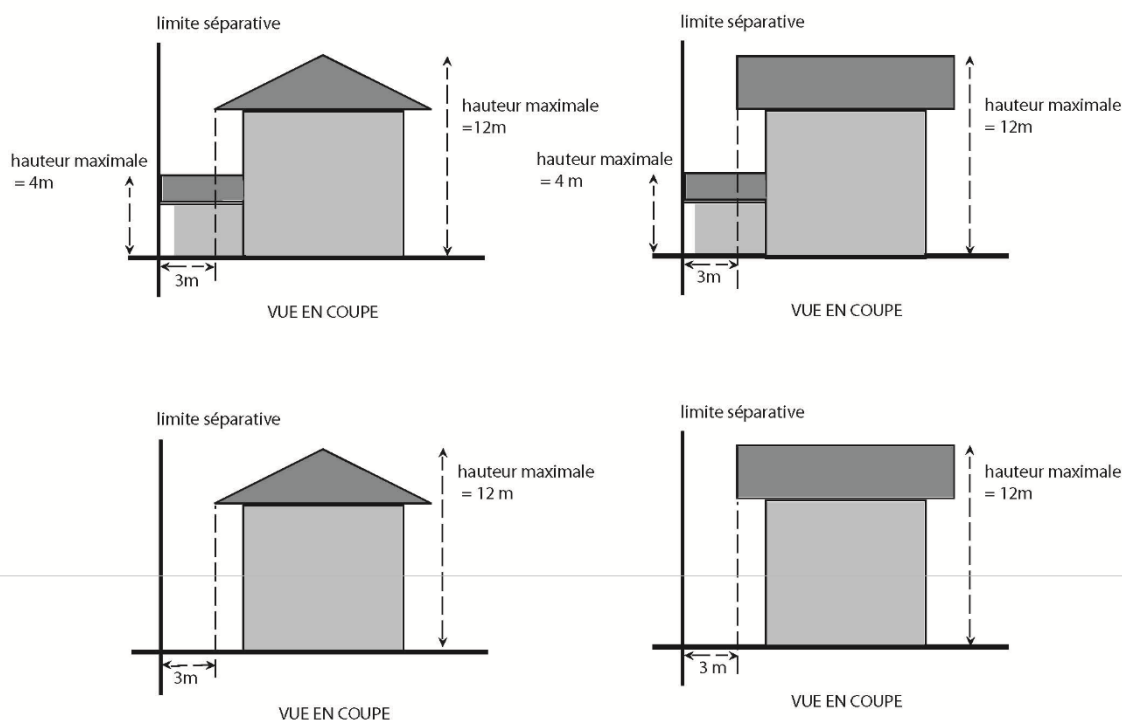 limite séparative
hauteur maximale
=12m
hauteur maximale
= 4m
3m
VUE EN COUPE
limite séparative
hauteur maximale
= 12m
hauteur maximale
= 4 m
3m
VUE EN COUPE
limite séparative
hauteur maximale
= 12 m
3m
VUE EN COUPE
limite séparative
hauteur maximale
= 12m
3 m
VUE EN COUPE